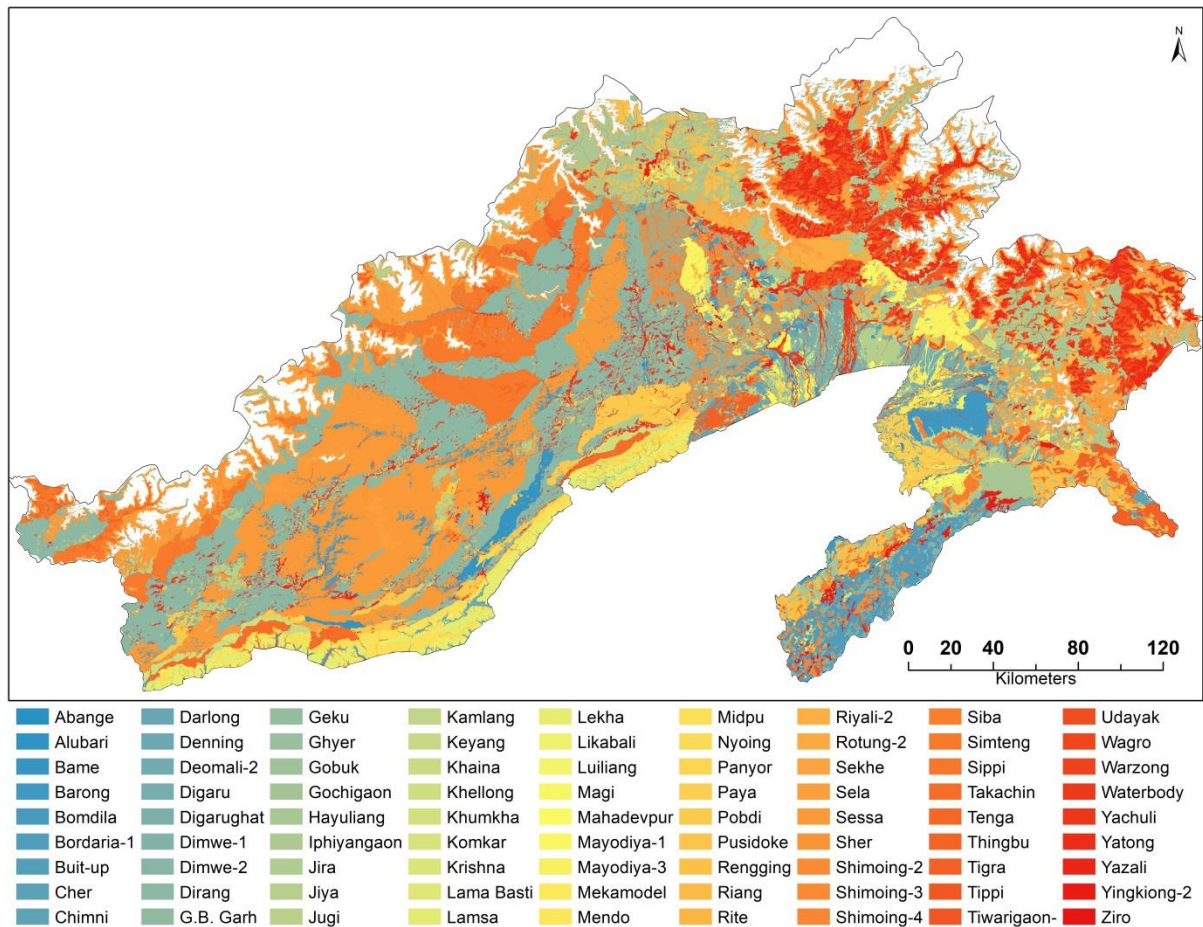 N
0 20 40 80 120
Kilometers
Abange Darlong Geku Kamlang Lekha Midpu Riyali-2 Siba Udayak
Alubari Denning Ghyer Keyang Likabali Nyoing Rotung-2 Simteng Wagro
Bame Deomali-2 Gobuk Khaina Luiliang Panyor Sekhe Sippi Warzong
Barong Digaru Gochigaon Khellong Magi Paya Sela Takachin Waterbody
Bomdila Digarughat Hayuliang Khumkha Mahadevpur Pobdi Sessa Tenga Yachuli
Bordaria-1 Dimwe-1 Iphiyangaon Komkar Mayodiya-1 Pusidoke Sher Thingbu Yatong
Buit-up Dimwe-2 Jira Krishna Mayodiya-3 Rengging Shimoing-2 Tigra Yazali
Cher Dirang Jiya Lama Basti Mekamodel Riang Shimoing-3 Tippi Yingkiong-2
Chimni G.B. Garh Jugi Lamsa Mendo Rite Shimoing-4 Tiwarigaon- Ziro